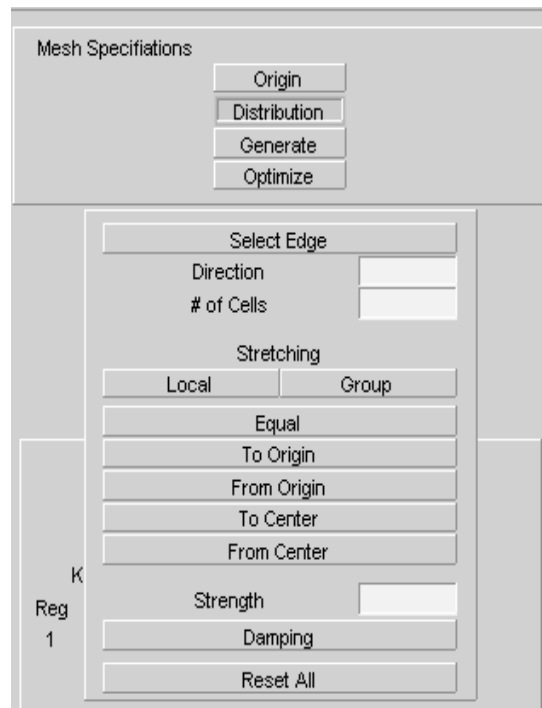 Mesh Specifiations
Origin
Distribution
Generate
Optimize
Select Edge
Direction
# of Cells
Stretching
Local Group
Equal
To Origin
From Origin
To Center
From Center
K
Reg
1
Strength
Damping
Reset All